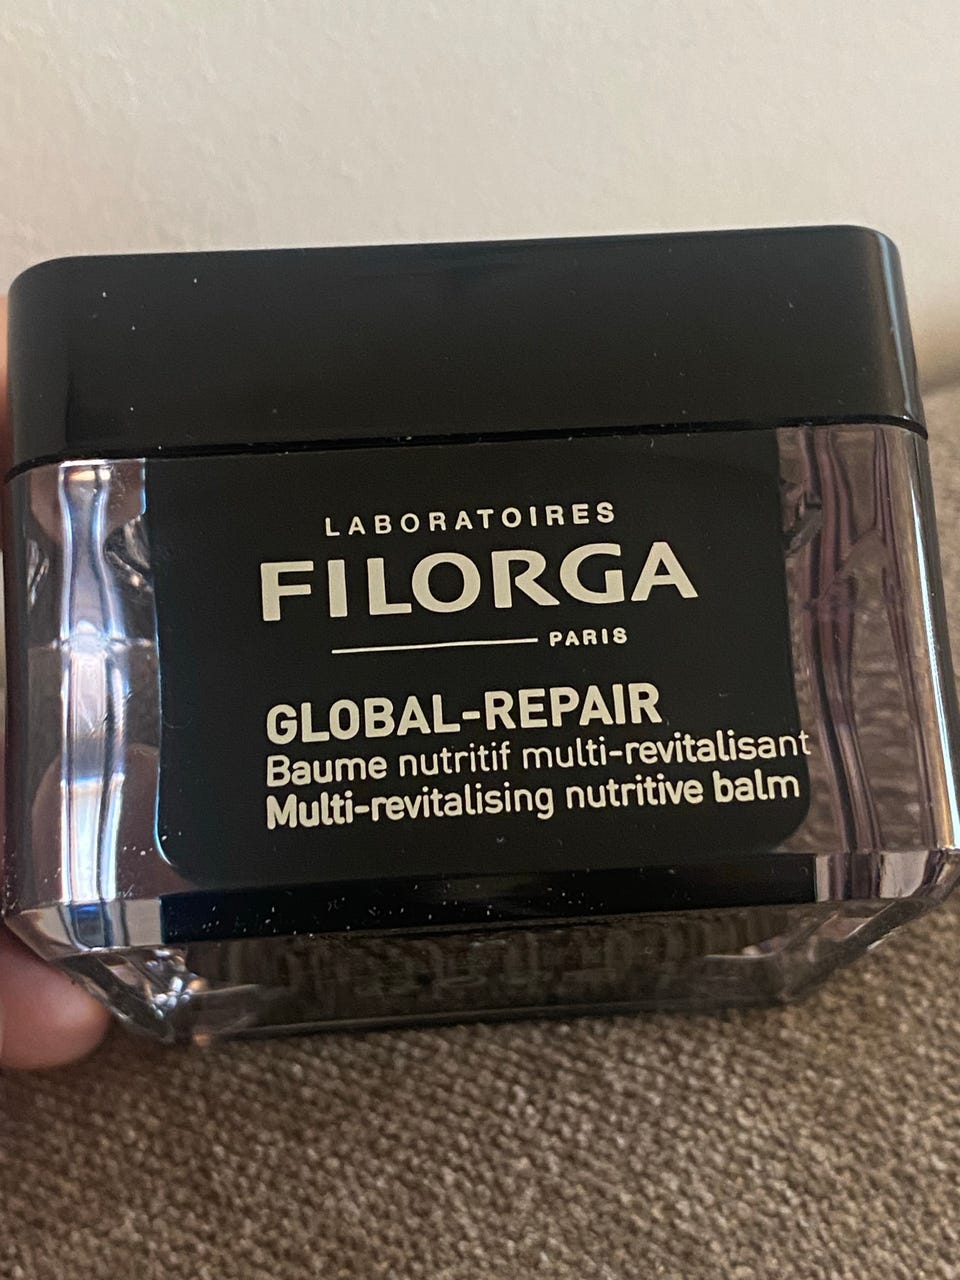 LABORATOIRES
FILORGA
PARIS
GLOBAL-REPAIR
Baume nutritif multi-revitalisant
Multi-revitalising nutritive balm